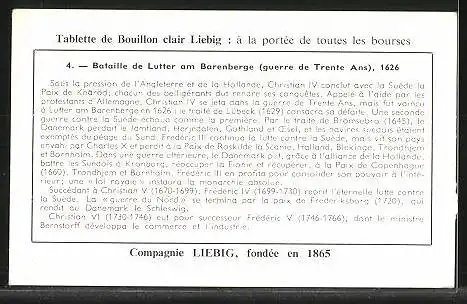 Tablette de Bouillon clair Liebig : à la portée de toutes les bourses
4. — Bataille de Lutter am Barenberge (guerre de Trente Ans), 1626
Sous la pression de l'Angleterre et de la Hollande, Christian IV conclut avec la Suède la
Paix de Knäröd; chacun des belligérants dut rendre ses conquêtes. Appelé à l'aide par les
protestants d'Allemagne, Christian IV se jeta dans la guerre de Trente Ans, mais fut vaincu
à Lutter am Barenberge en 1626 ; le traité de Lübeck (1629) consacra sa défaite. Une seconde
guerre contre la Suède échoua comme la première. Par le traité de Brömsebro (1645), le
Danemark perdait le Jämtland, Herjedalen, Gothland et Œsel, et les navires suédois étaient
exemptés du péage du Sund. Frédéric III continua la lutte contre la Suède, mais vit son pays
envahi par Charles X et perdit à la Paix de Roskilde la Scanie, Halland, Blekinge, Trondhjem
et Bornholm. Dans une guerre ultérieure, le Danemark put, grâce à l'alliance de la Hollande,
battre les Suédois à Kronborg, réoccuper la Fionie et récupérer, à la Paix de Copenhague
(1660), Trondhjem et Bornholm. Frédéric III en profita pour consolider son pouvoir à l'inté-
rieur; une « loi royale » instaura la monarchie absolue.
Succédant à Christian V (1670-1699), Frédéric IV (1699-1730) reprit l'éternelle lutte contre
la Suède. La « guerre du Nord » se termina par la paix de Frederiksborg (1720), qui
rendit au Danemark le Schleswig.
Christian VI (1730-1746) eut pour successeur Frédéric V (1746-1766), dont le ministre
Bernstorff développa le commerce et l'industrie.
Compagnie LIEBIG, fondée en 1865